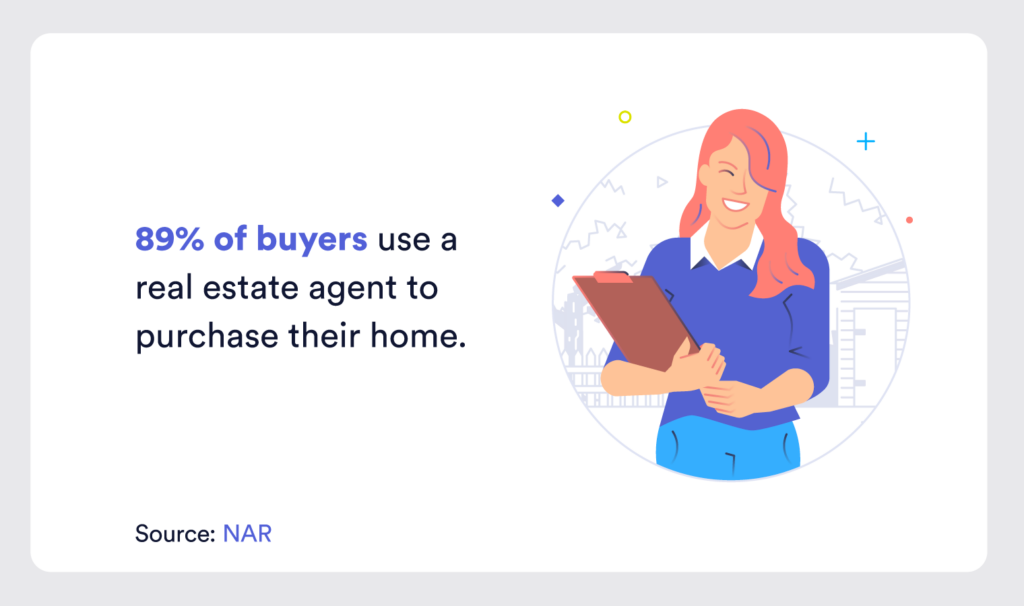 89% of buyers use a
real estate agent to
purchase their home.
Source: NAR